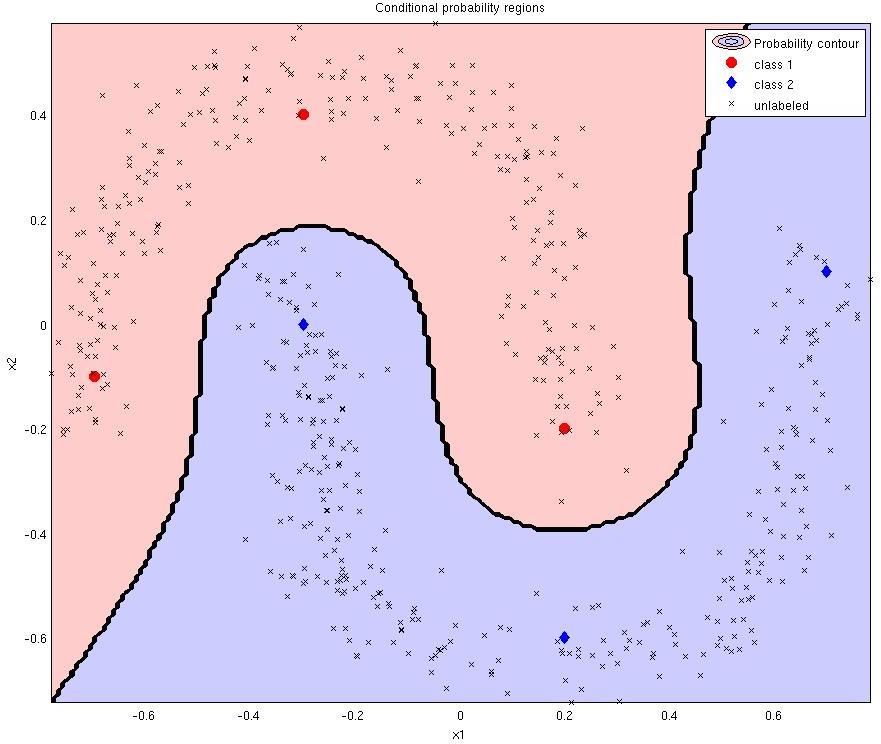 Conditional probability regions
Probability contour
class 1
class 2
unlabeled
0.4
0.2
0
-0.2
-0.4
-0.6
x2
-0.6
-0.4
-0.2
0
0.2
0.4
0.6
x1